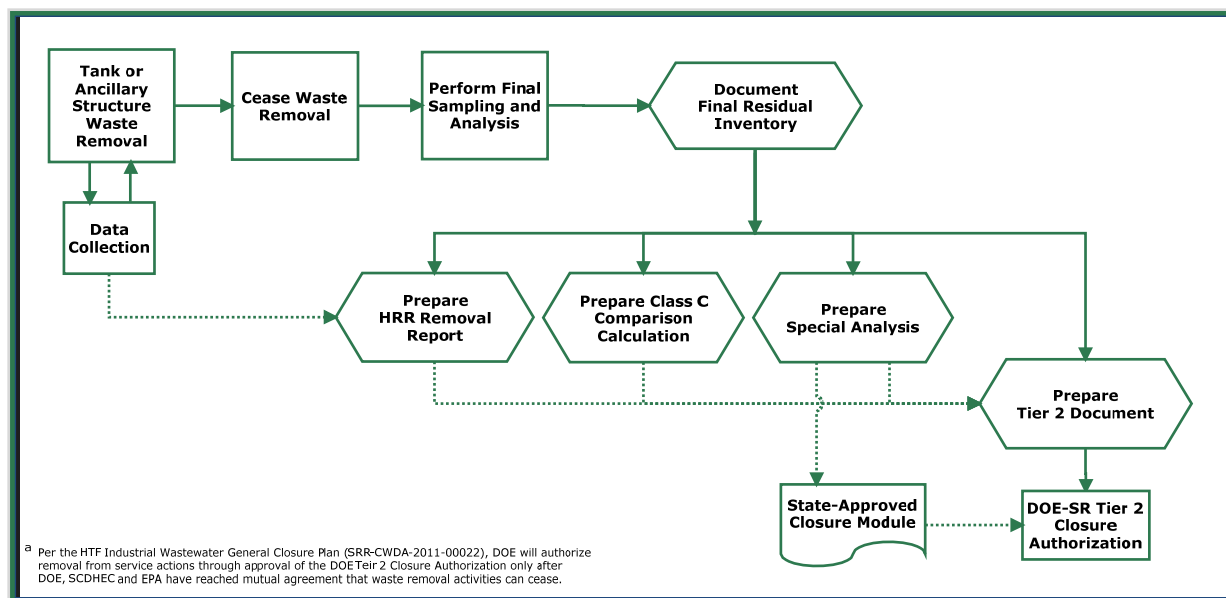 Tank or
Ancillary
Structure
Waste
Removal
Cease Waste
Removal
Perform Final
Sampling and
Analysis
Document
Final Residual
Inventory
Data
Collection
Prepare
HRR Removal
Report
Prepare Class C
Comparison
Calculation
Prepare
Special Analysis
Prepare
Tier 2 Document
State-Approved
Closure Module
DOE-SR Tier 2
Closure
Authorization
a Per the HTF Industrial Wastewater General Closure Plan (SRR-CWDA-2011-00022), DOE will authorize
removal from service actions through approval of the DOE Teir 2 Closure Authorization only after
DOE, SCDHEC and EPA have reached mutual agreement that waste removal activities can cease.